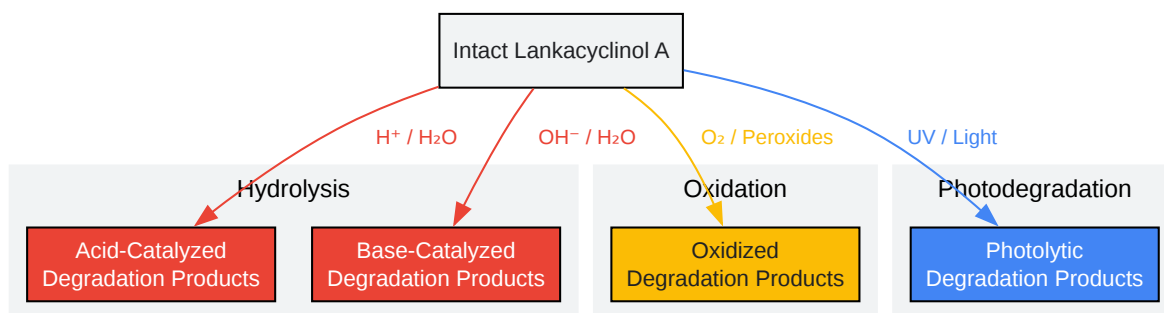 Intact Lankacyclinol A
H⁺ / H₂O
OH⁻ / H₂O
O₂ / Peroxides
UV / Light
Hydrolysis
Oxidation
Photodegradation
Acid-Catalyzed
Degradation Products
Base-Catalyzed
Degradation Products
Oxidized
Degradation Products
Photolytic
Degradation Products